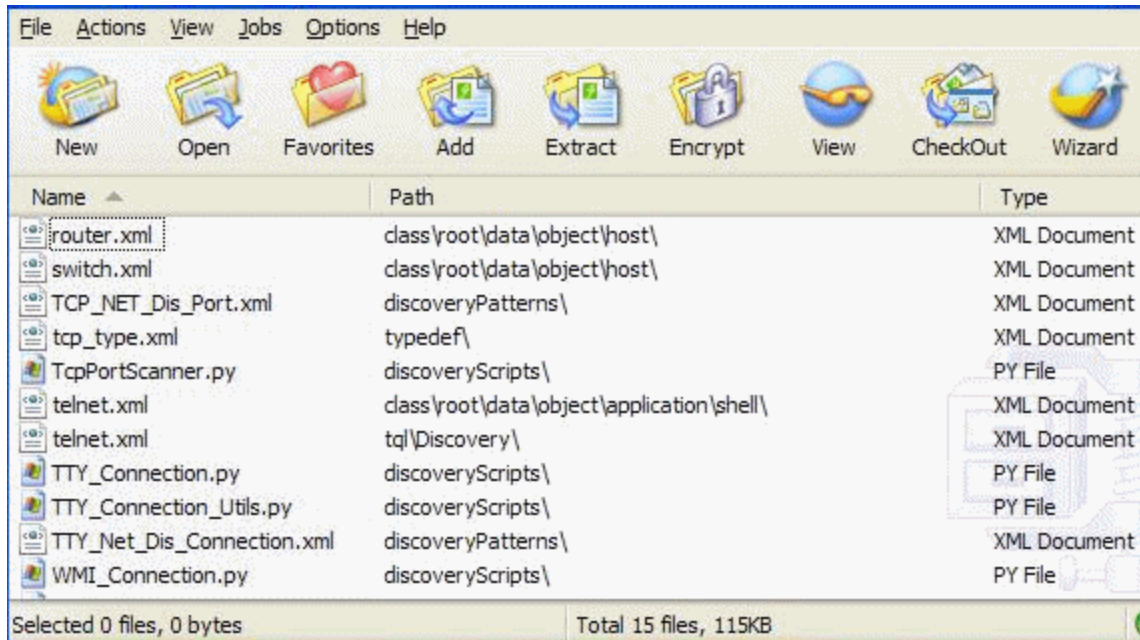 File Actions View Jobs Options Help
New Open Favorites Add Extract Encrypt View CheckOut Wizard
Name Path Type
router.xml class\root\data\object\host\ XML Document
switch.xml class\root\data\object\host\ XML Document
TCP_NET_Dis_Port.xml discoveryPatterns\ XML Document
tcp_type.xml typedef\ XML Document
TcpPortScanner.py discoveryScripts\ PY File
telnet.xml class\root\data\object\application\shell\ XML Document
telnet.xml tql\Discovery\ XML Document
TTY_Connection.py discoveryScripts\ PY File
TTY_Connection_Utils.py discoveryScripts\ PY File
TTY_Net_Dis_Connection.xml discoveryPatterns\ XML Document
WMI_Connection.py discoveryScripts\ PY File
Selected 0 files, 0 bytes Total 15 files, 115KB